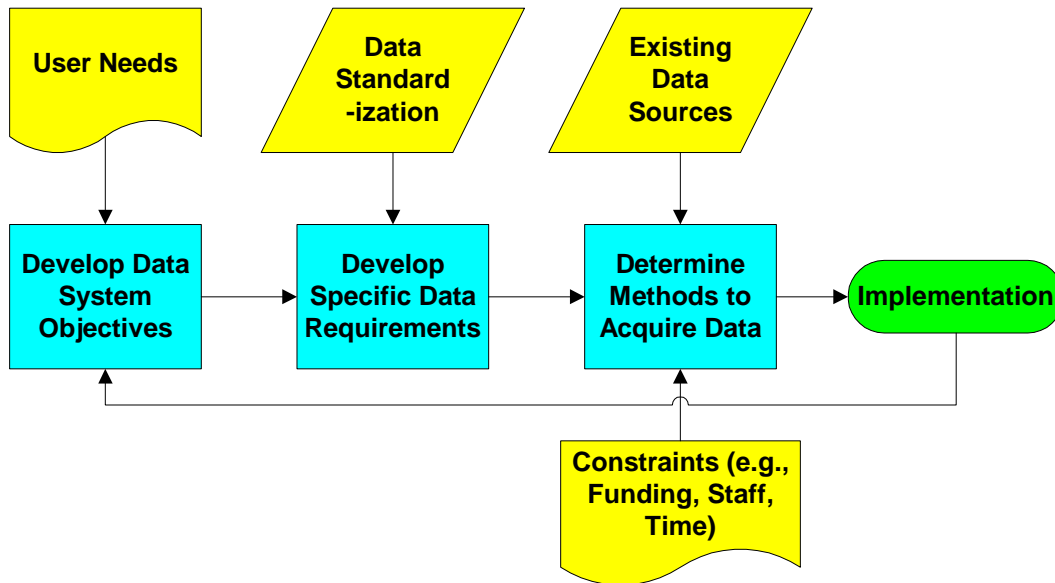 User Needs
Data
Standard
-ization
Existing
Data
Sources
Develop Data
System
Objectives
Develop
Specific Data
Requirements
Determine
Methods to
Acquire Data
Implementation
Constraints (e.g.,
Funding, Staff,
Time)